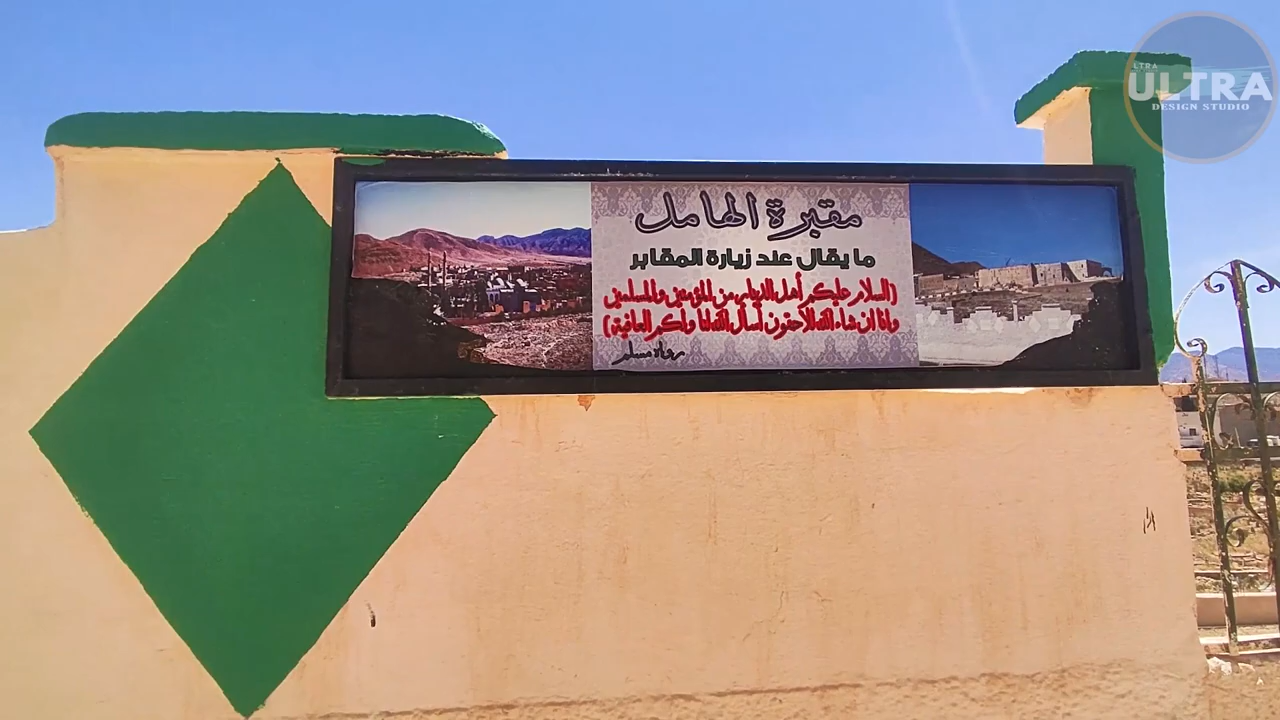 مقبرة الهامل
ما يقال عند زيارة المقابر
(السلام عليكم أهل الديار من المؤمنين والمسلمين
وإنا إن شاء الله للاحقون أسأل الله لنا ولكم العافية)
رواه مسلم
LTRA
ULTRA
DESIGN STUDIO